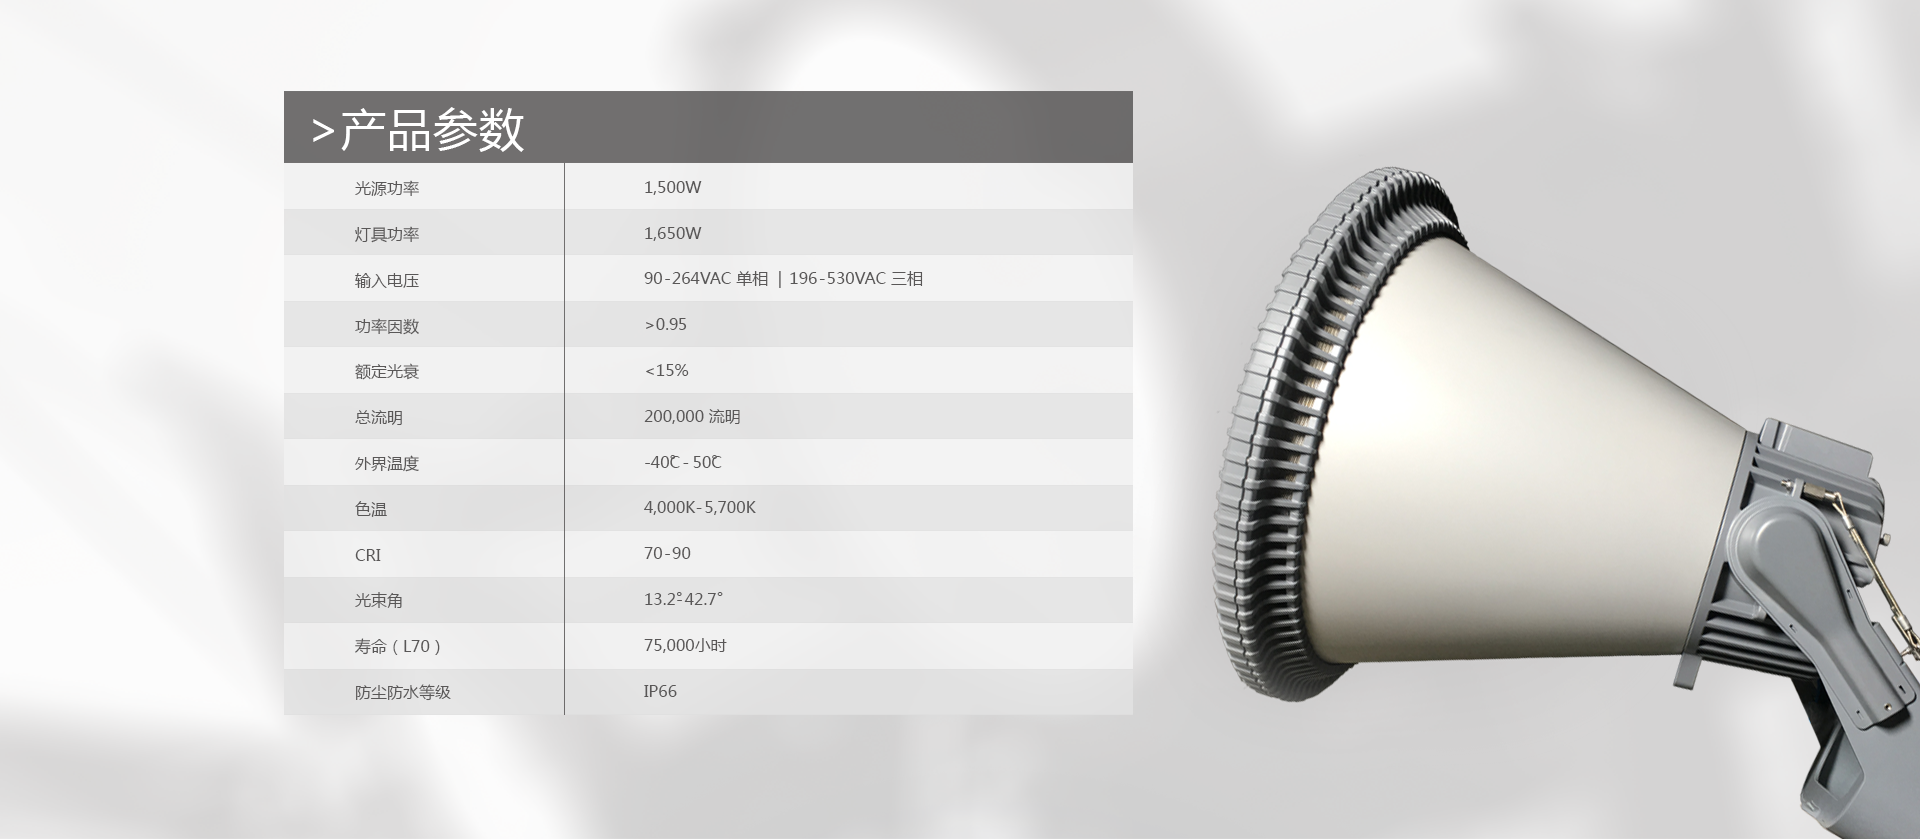 >产品参数
光源功率 1,500W
灯具功率 1,650W
输入电压 90-264VAC 单相 | 196-530VAC 三相
功率因数 >0.95
额定光衰 <15%
总流明 200,000 流明
外界温度 -40℃ - 50℃
色温 4,000K-5,700K
CRI 70-90
光束角 13.2°-42.7°
寿命（L70） 75,000小时
防尘防水等级 IP66